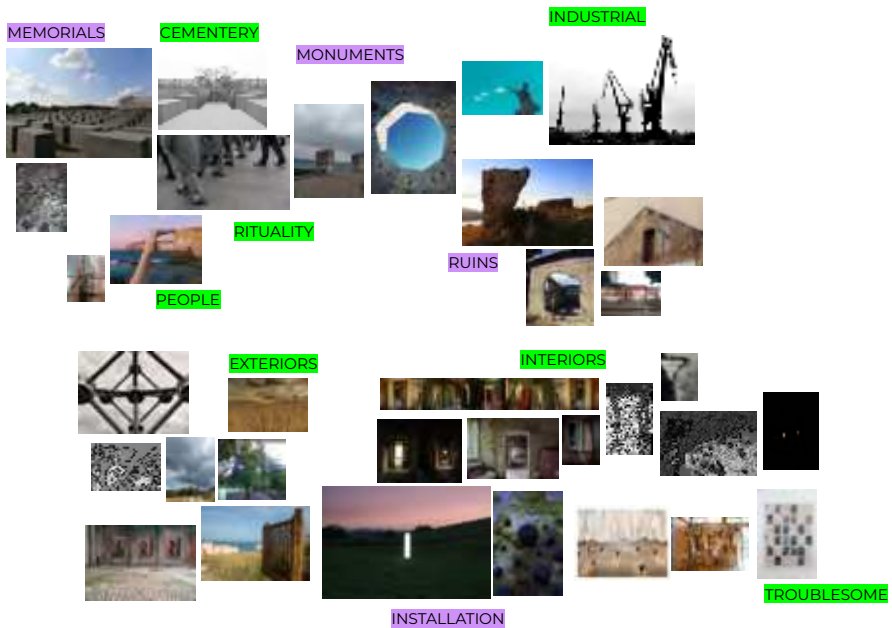 MEMORIALS
CEMENTERY
MONUMENTS
INDUSTRIAL
RITUALITY
RUINS
PEOPLE
EXTERIORS
INTERIORS
TROUBLESOME
INSTALLATION